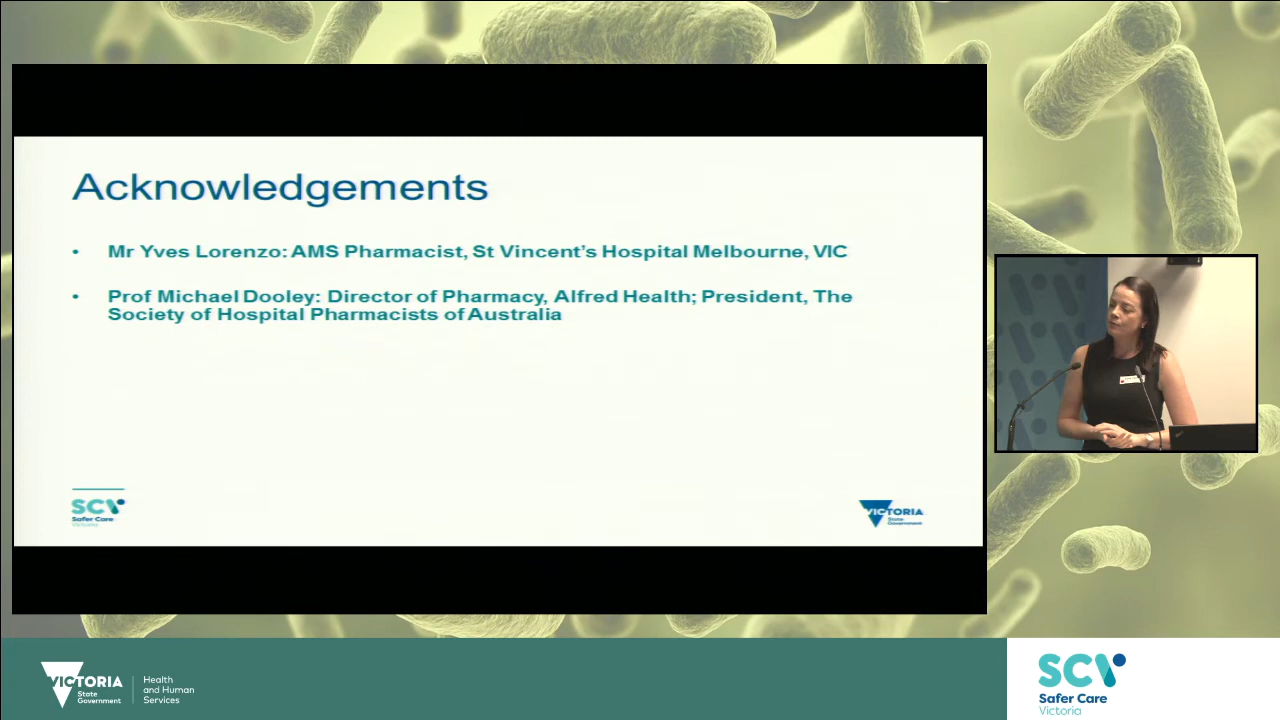 Acknowledgements
• Mr Yves Lorenzo: AMS Pharmacist, St Vincent's Hospital Melbourne, VIC
• Prof Michael Dooley: Director of Pharmacy, Alfred Health; President, The
Society of Hospital Pharmacists of Australia
SCV
Safer Care
Victoria
VICTORIA
State
Government
VICTORIA
State
Government
Health
and Human
Services
SCV
Safer Care
Victoria